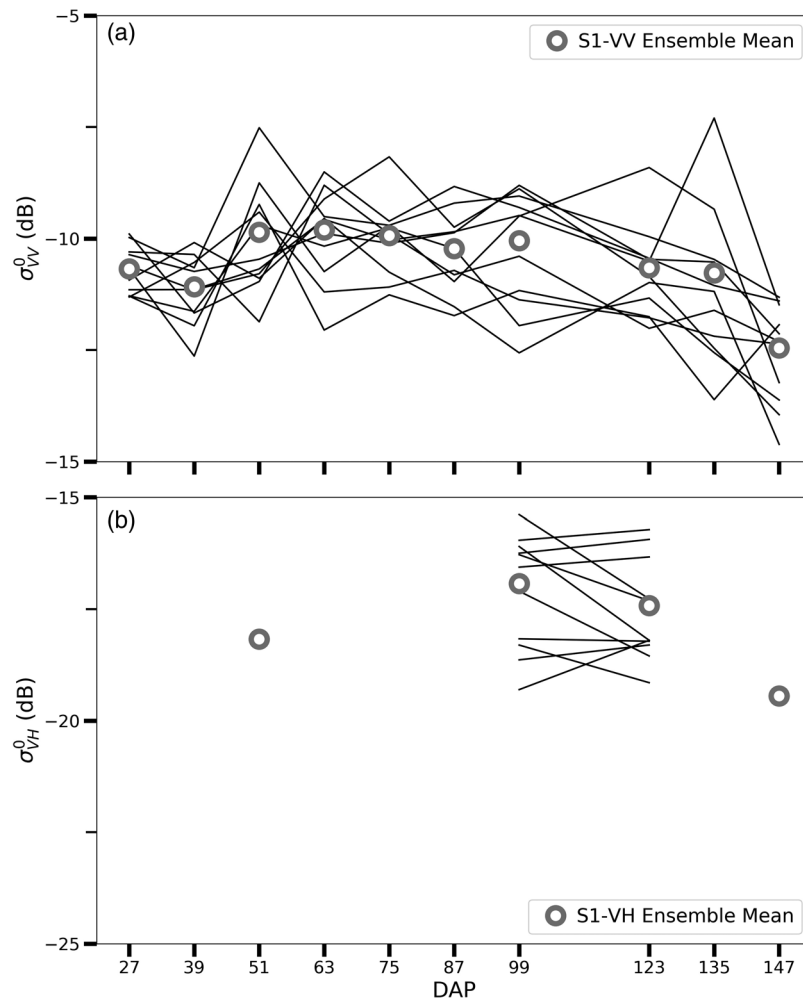 −5
(a)
S1-VV Ensemble Mean
−10
σ⁰VV (dB)
−15
−15
(b)
−20
σ⁰VH (dB)
S1-VH Ensemble Mean
−25
27 39 51 63 75 87 99 123 135 147
DAP